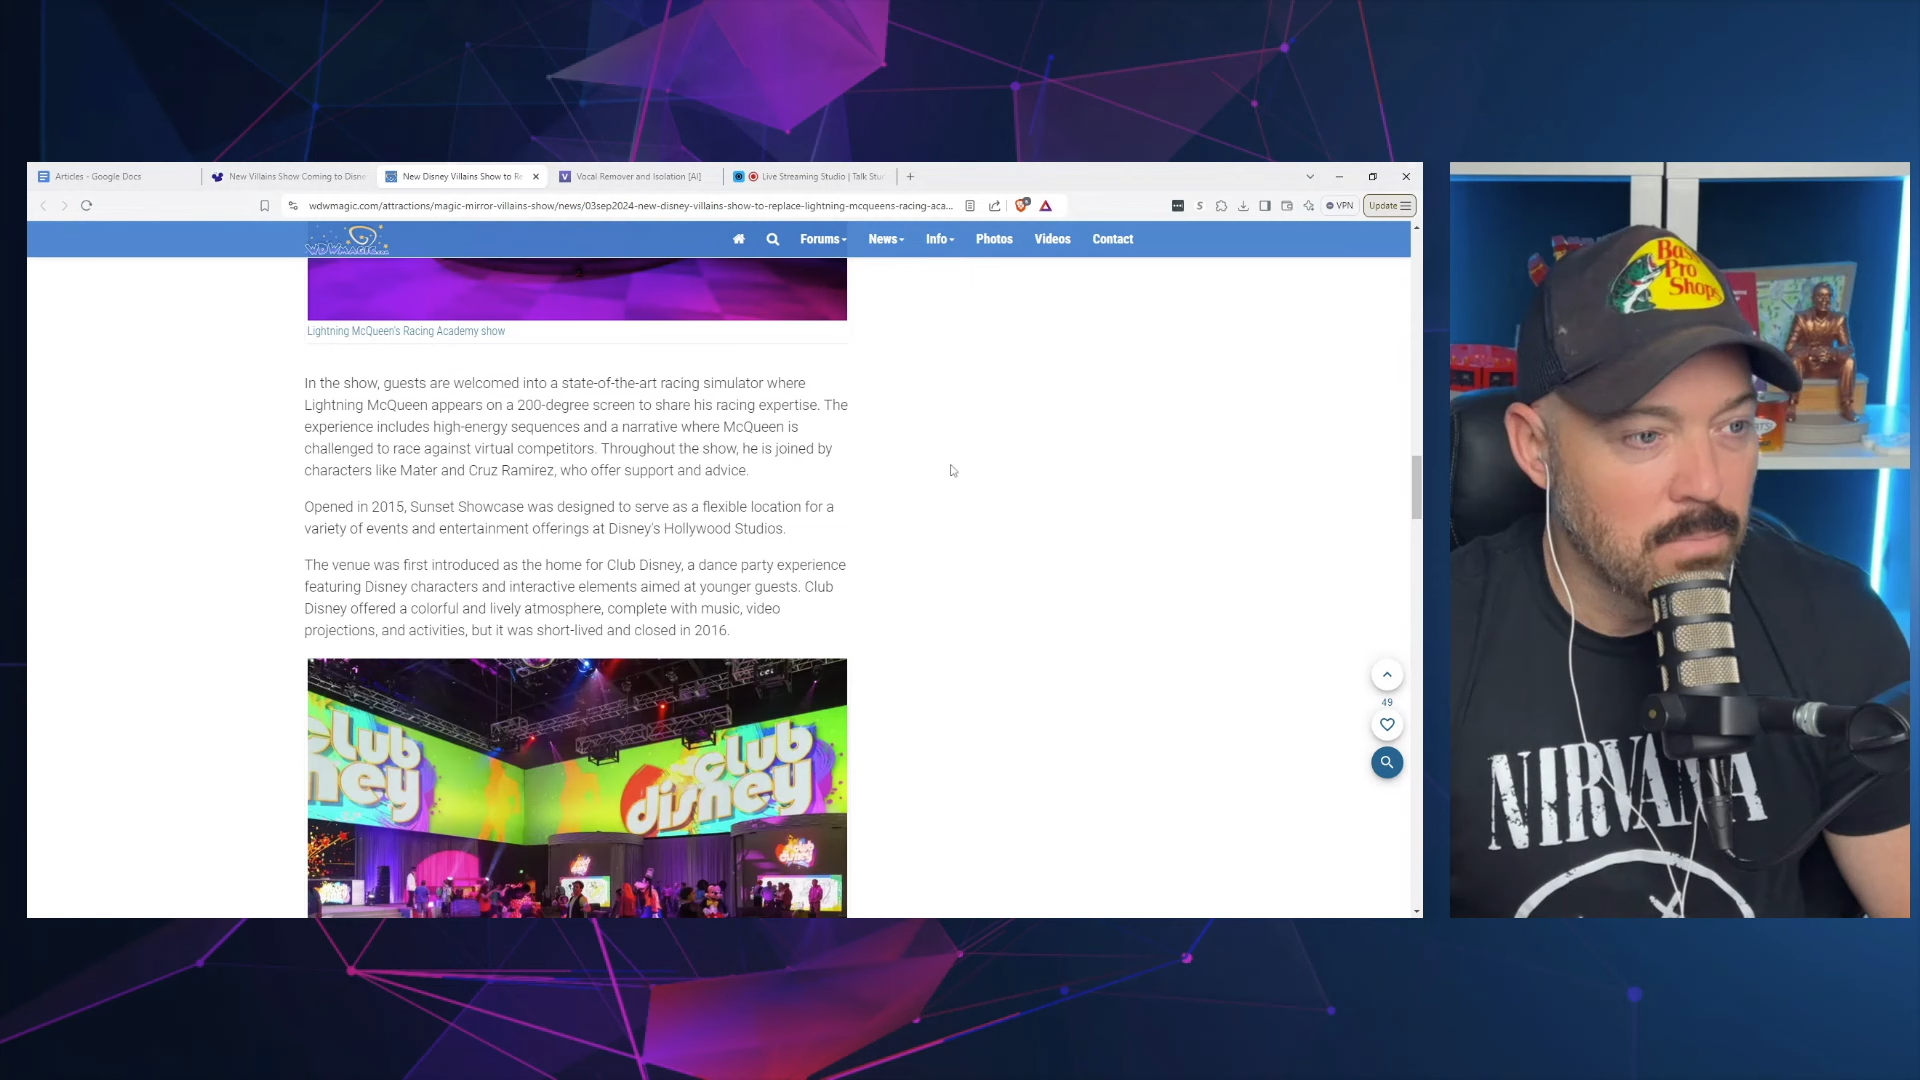 Articles - Google Docs
New Villains Show Coming to Disne
New Disney Villains Show to Re
Vocal Remover and Isolation [AI]
Live Streaming Studio | Talk Stu
wdwmagic.com/attractions/magic-mirror-villains-show/news/03sep2024-new-disney-villains-show-to-replace-lightning-mcqueens-racing-aca...
VPN
Update
WDWMAGIC.COM
Forums
News
Info
Photos
Videos
Contact
Lightning McQueen's Racing Academy show
In the show, guests are welcomed into a state-of-the-art racing simulator where
Lightning McQueen appears on a 200-degree screen to share his racing expertise. The
experience includes high-energy sequences and a narrative where McQueen is
challenged to race against virtual competitors. Throughout the show, he is joined by
characters like Mater and Cruz Ramirez, who offer support and advice.
Opened in 2015, Sunset Showcase was designed to serve as a flexible location for a
variety of events and entertainment offerings at Disney's Hollywood Studios.
The venue was first introduced as the home for Club Disney, a dance party experience
featuring Disney characters and interactive elements aimed at younger guests. Club
Disney offered a colorful and lively atmosphere, complete with music, video
projections, and activities, but it was short-lived and closed in 2016.
club
disney
club
disney
club
disney
49
Bass
Pro
Shops
NIRVANA